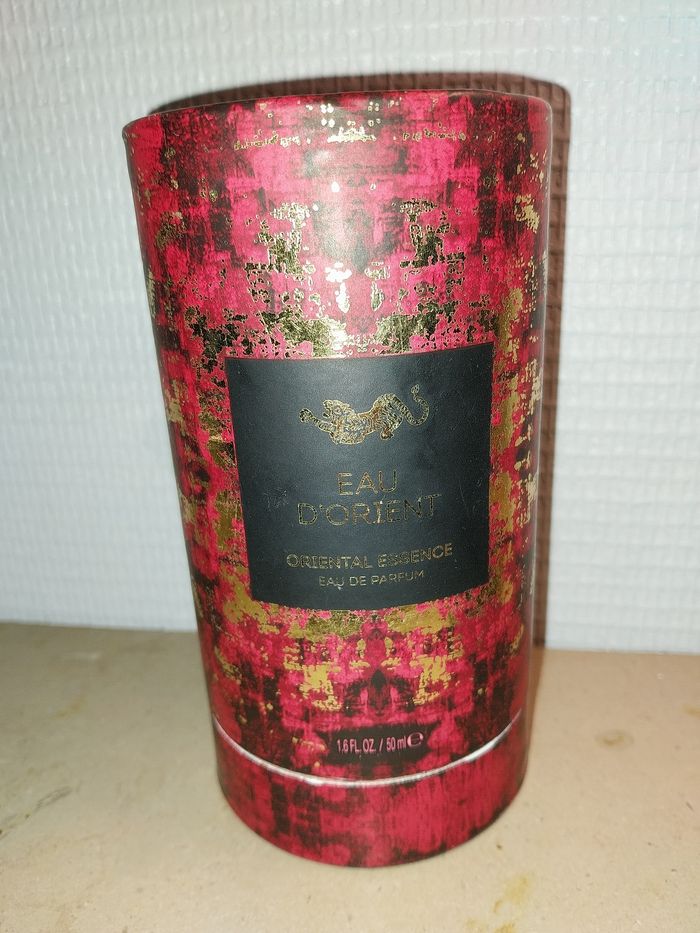 EAU
D'ORIENT
ORIENTAL ESSENCE
EAU DE PARFUM
1.6 FL. OZ. / 50 ml ℮